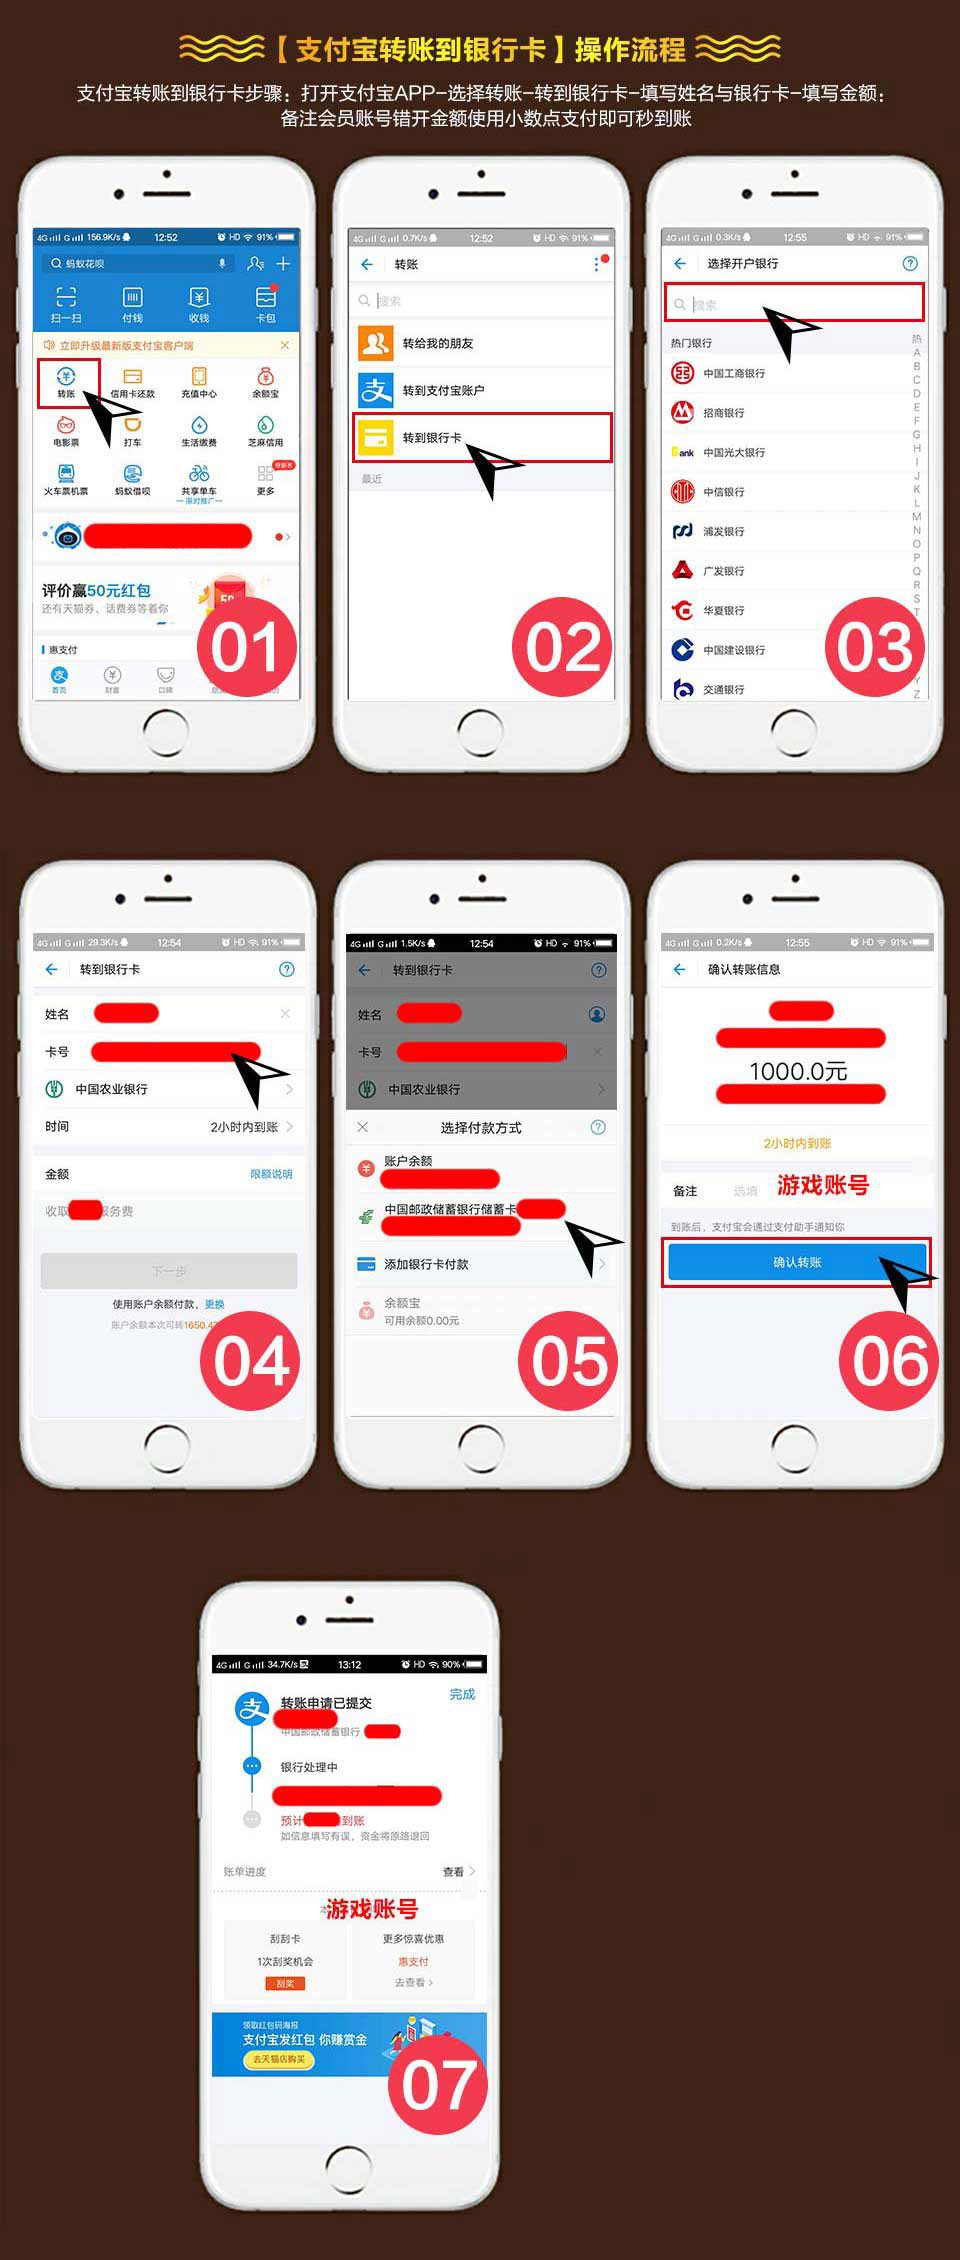 【支付宝转账到银行卡】操作流程
支付宝转账到银行卡步骤：打开支付宝APP-选择转账-转到银行卡-填写姓名与银行卡-填写金额：
备注会员账号错开金额使用小数点支付即可秒到账
4G G 156.9K/s 12:52 HD 91%
蚂蚁花呗
扫一扫 付钱 收钱 卡包
立即升级最新版支付宝客户端
转账 信用卡还款 充值中心 余额宝
电影票 打车 生活缴费 芝麻信用
火车票机票 蚂蚁借呗 共享单车 更多
限时推广
评价赢50元红包
还有天猫券、话费券等着你
50
惠支付
首页 财富 口碑
01
4G G 0.7K/s 12:52 HD 91%
转账
搜索
转给我的朋友
转到支付宝账户
转到银行卡
最近
02
4G G 0.3K/s 12:55 HD 91%
选择开户银行
搜索
热门银行
中国工商银行
招商银行
Bank 中国光大银行
中信银行
浦发银行
广发银行
华夏银行
中国建设银行
交通银行
热
A
B
C
D
E
F
G
H
I
J
K
L
M
N
O
P
Q
R
S
T
Y
Z
03
4G G 29.3K/s 12:54 HD 91%
转到银行卡
姓名
卡号
中国农业银行
时间 2小时内到账
金额 限额说明
收取 服务费
下一步
使用账户余额付款，更换
账户余额本次可转1650.4
04
4G G 1.5K/s 12:54 HD 91%
转到银行卡
姓名
卡号
中国农业银行
选择付款方式
账户余额
中国邮政储蓄银行储蓄卡
添加银行卡付款
余额宝
可用余额0.00元
05
4G G 0.2K/s 12:55 HD 91%
确认转账信息
1000.0元
2小时内到账
备注 选填 游戏账号
到账后，支付宝会通过支付助手通知你
确认转账
06
4G G 34.7K/s 13:12 HD 90%
完成
转账申请已提交
中国邮政储蓄银行
银行处理中
预计 到账
如信息填写有误，资金将原路退回
账单进度 查看
游戏账号
刮刮卡 更多惊喜优惠
1次刮奖机会 惠支付
刮奖 去查看
领取红包码海报
支付宝发红包 你赚赏金
去天猫店购买
07